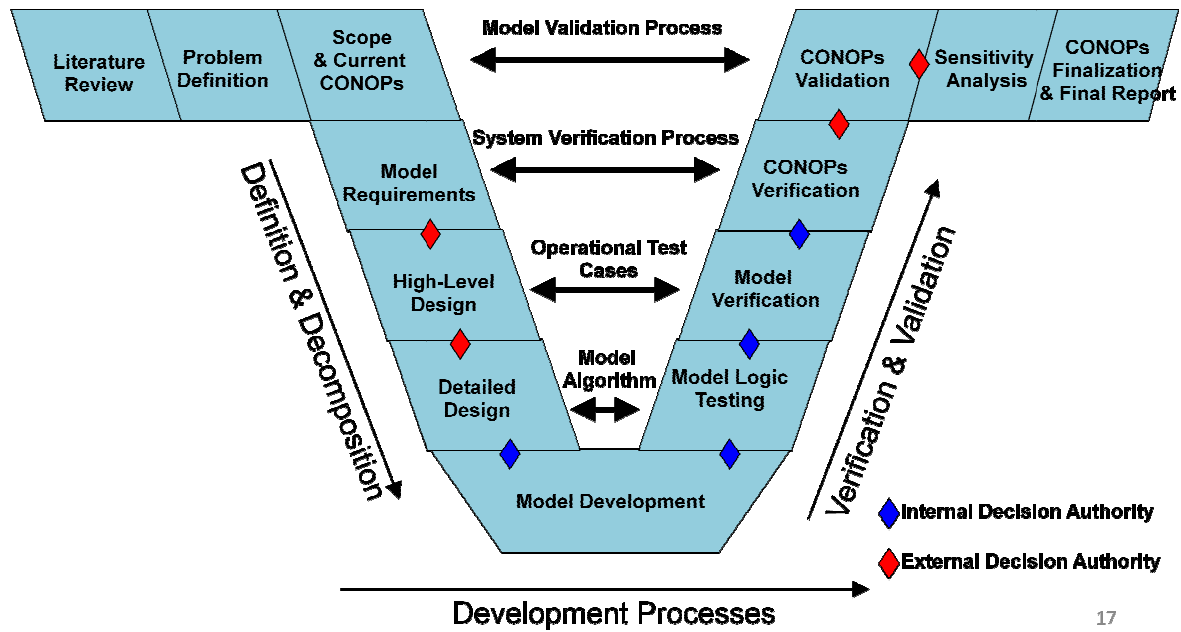 Literature
Review
Problem
Definition
Scope
& Current
CONOPs
Model Validation Process
CONOPs
Validation
Sensitivity
Analysis
CONOPs
Finalization
& Final Report
System Verification Process
Model
Requirements
CONOPs
Verification
Operational Test
Cases
High-Level
Design
Model
Verification
Model
Algorithm
Detailed
Design
Model Logic
Testing
Model Development
Definition & Decomposition
Verification & Validation
Internal Decision Authority
External Decision Authority
Development Processes
17